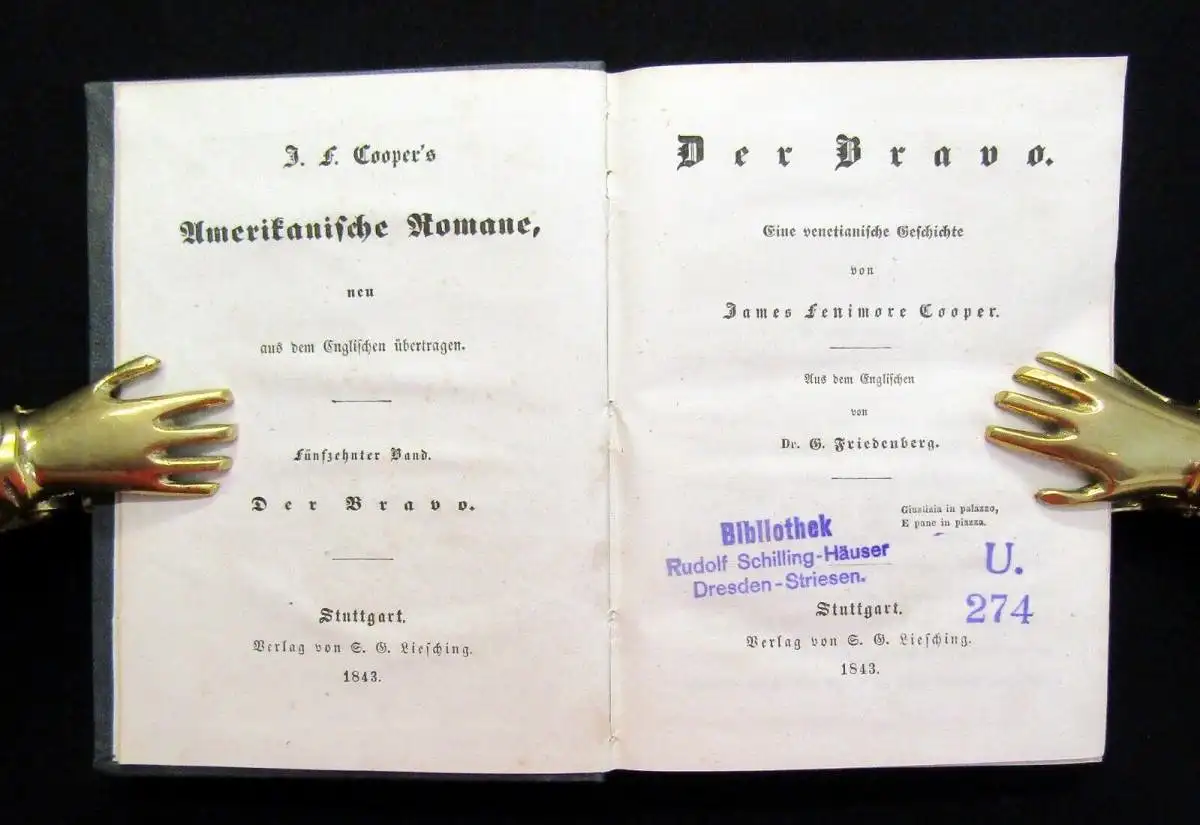 J. F. Cooper's
Amerikanische Romane,
neu
aus dem Englischen übertragen.
Fünfzehnter Band.
Der Bravo.
Stuttgart.
Verlag von S. G. Liesching.
1843.
Der Bravo.
Eine venetianische Geschichte
von
James Fenimore Cooper.
Aus dem Englischen
von
Dr. G. Friedenberg.
Giustizia in palazzo,
E pane in piazza.
Bibliothek
Rudolf Schilling-Häuser
Dresden-Striesen.
U.
274
Stuttgart.
Verlag von S. G. Liesching.
1843.